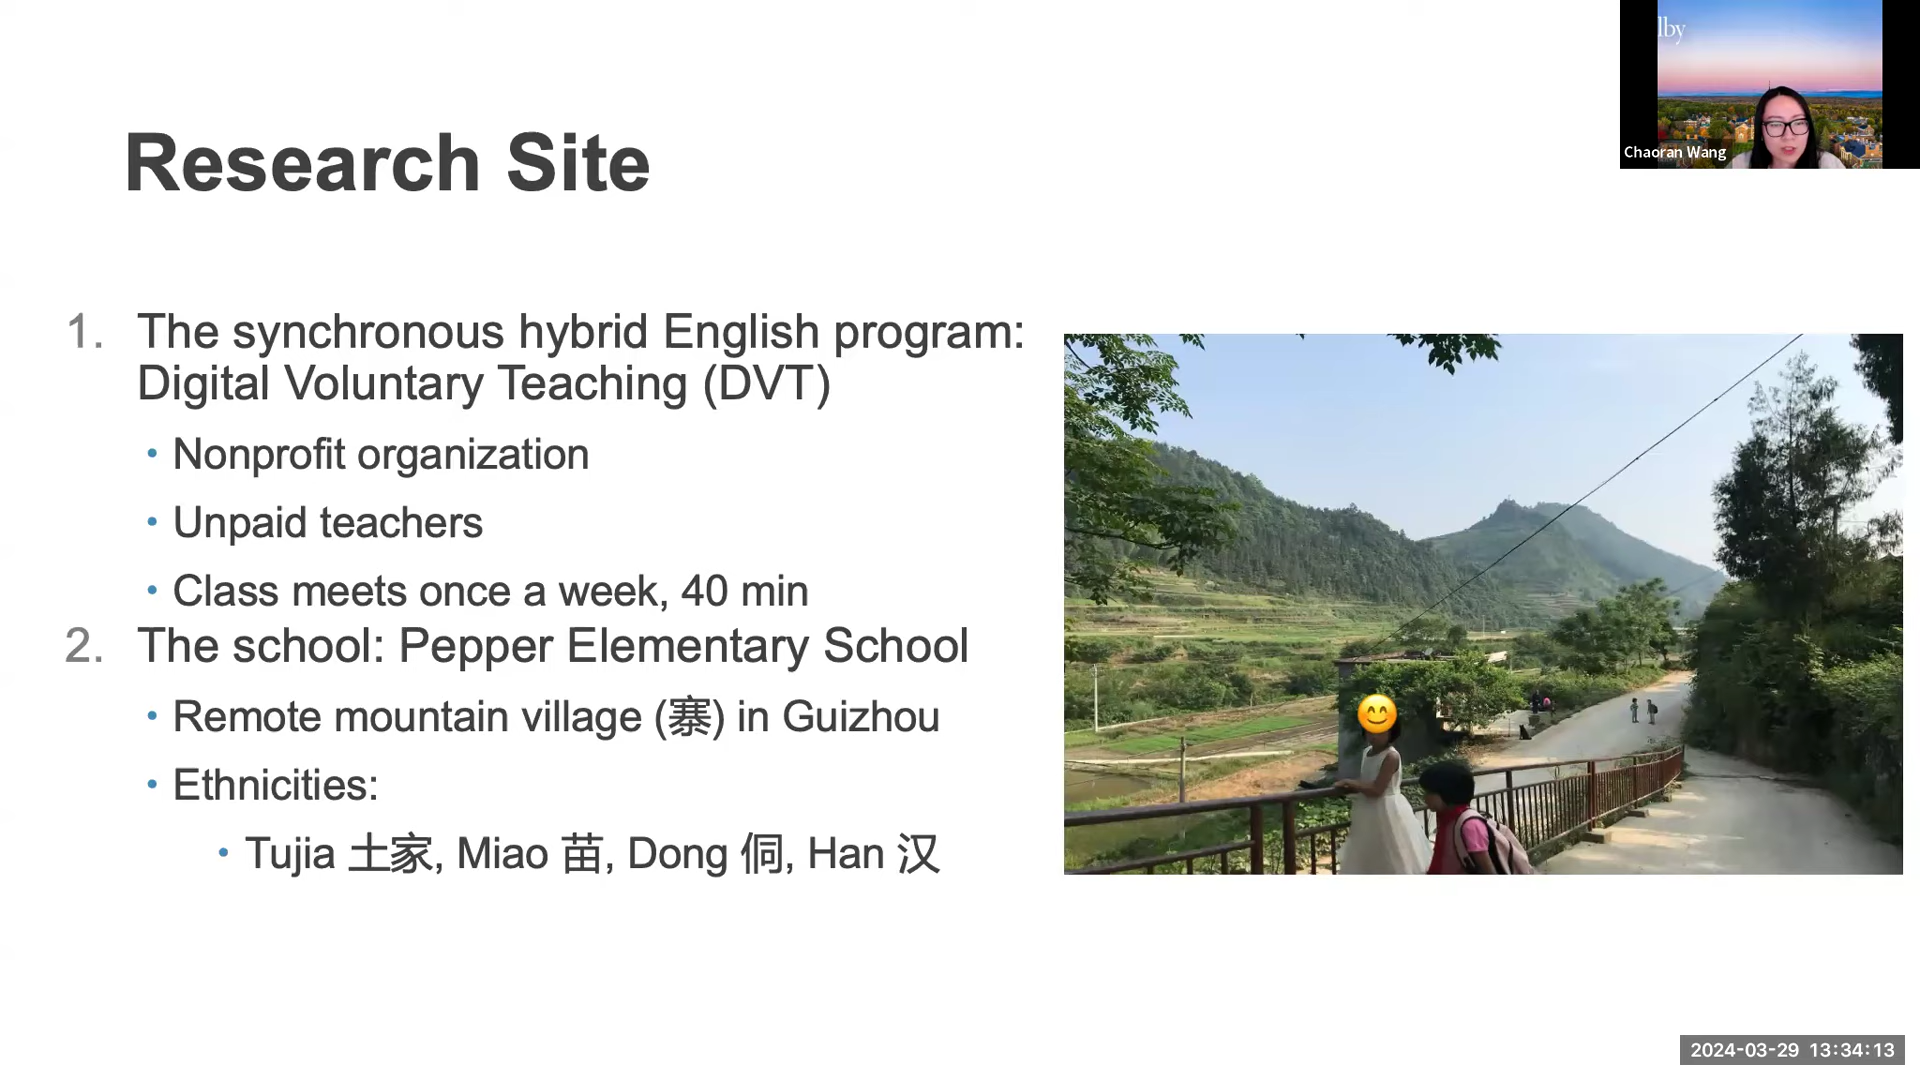 lby
Chaoran Wang
Research Site
1. The synchronous hybrid English program:
Digital Voluntary Teaching (DVT)
• Nonprofit organization
• Unpaid teachers
• Class meets once a week, 40 min
2. The school: Pepper Elementary School
• Remote mountain village (寨) in Guizhou
• Ethnicities:
• Tujia 土家, Miao 苗, Dong 侗, Han 汉
2024-03-29 13:34:13